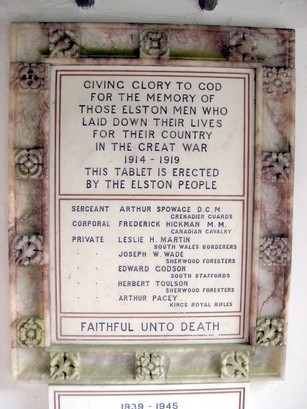 GIVING GLORY TO GOD
FOR THE MEMORY OF
THOSE ELSTON MEN WHO
LAID DOWN THEIR LIVES
FOR THEIR COUNTRY
IN THE GREAT WAR
1914 - 1919
THIS TABLET IS ERECTED
BY THE ELSTON PEOPLE
SERGEANT ARTHUR SPOWAGE D.C.M
GRENADIER GUARDS
CORPORAL FREDERICK HICKMAN M.M.
CANADIAN CAVALRY
PRIVATE LESLIE H. MARTIN
SOUTH WALES BORDERERS
JOSEPH W. WADE
SHERWOOD FORESTERS
EDWARD GODSON
SOUTH STAFFORDS
HERBERT TOULSON
SHERWOOD FORESTERS
ARTHUR PACEY
KINGS ROYAL RIFLES
FAITHFUL UNTO DEATH
1939 - 1945